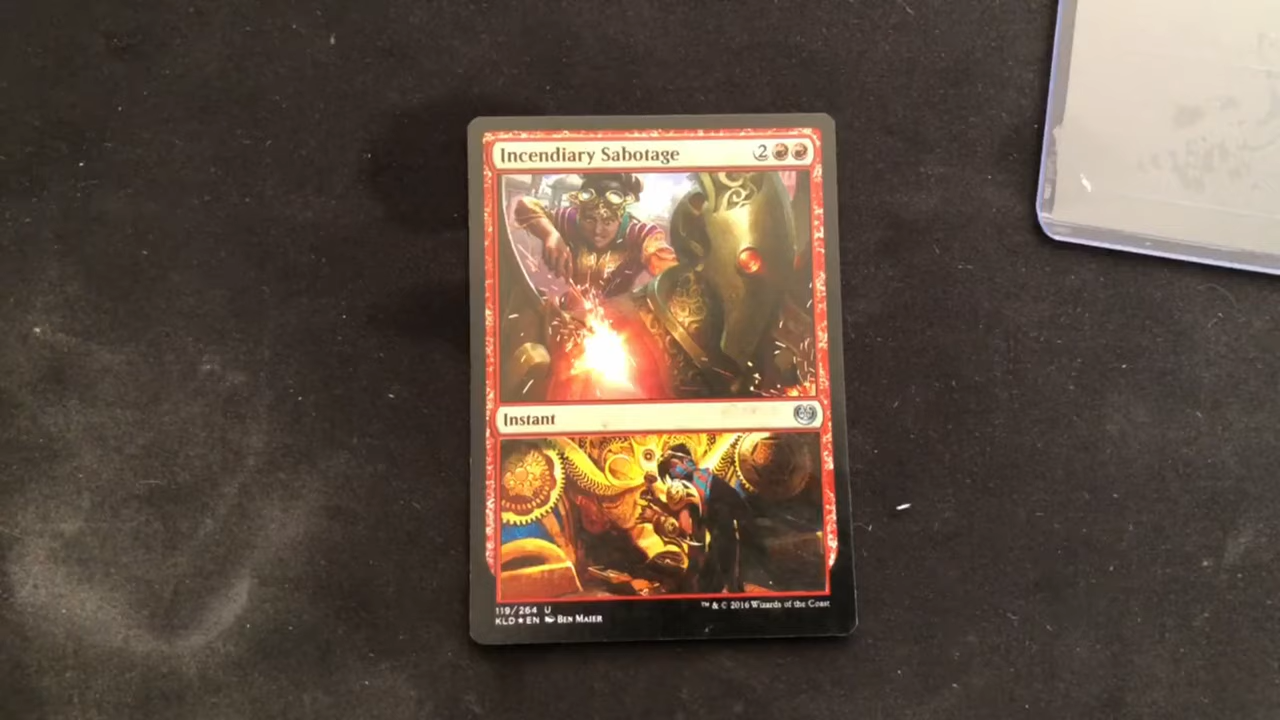 Incendiary Sabotage 2
Instant
119/264 U
KLD ★ EN BEN MAIER
™ & © 2016 Wizards of the Coast